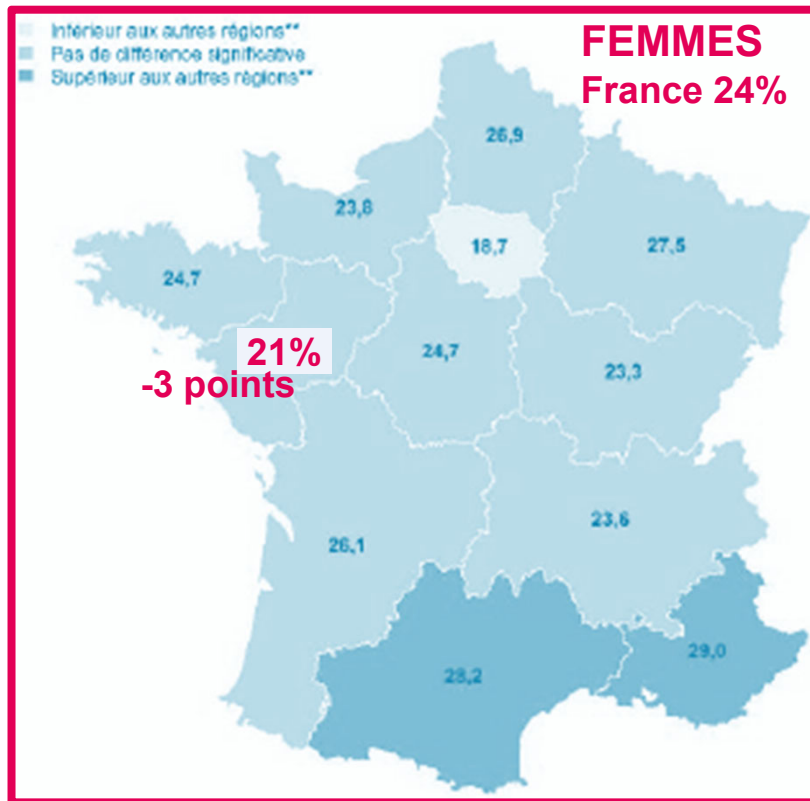 Inférieur aux autres régions**
Pas de différence significative
Supérieur aux autres régions**
FEMMES
France 24%
26,9
23,8
18,7
27,5
24,7
21%
-3 points
24,7
23,3
26,1
23,6
28,2
29,0